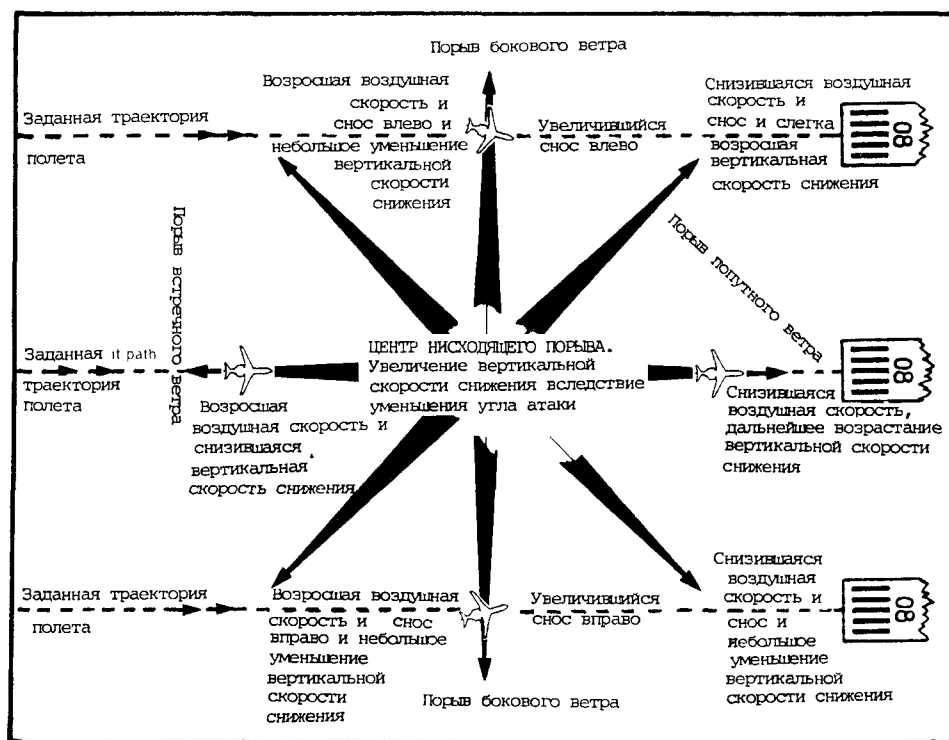 Порыв бокового ветра
Возросшая воздушная
скорость и
снос влево и
небольшое уменьшение
вертикальной
скорости
снижения
Снизившаяся воздушная
скорость и
снос и слегка
возросшая
вертикальная
скорость снижения
Заданная траектория
полета
Увеличившийся
снос влево
08
Порыв встречного ветра
Порыв попутного ветра
ЦЕНТР НИСХОДЯЩЕГО ПОРЫВА.
Увеличение вертикальной
скорости снижения вследствие
уменьшения угла атаки
Заданная it path
траектория
полета
08
Возросшая
воздушная скорость и
снизившаяся
вертикальная
скорость снижения
Снизившаяся
воздушная скорость,
дальнейшее возрастание
вертикальной скорости
снижения
Заданная траектория
полета
Возросшая воздушная
скорость и снос
вправо и небольшое
уменьшение
вертикальной
скорости
снижения
Увеличившийся
снос вправо
Снизившаяся
воздушная
скорость и
снос и
небольшое
уменьшение
вертикальной
скорости снижения
08
Порыв бокового ветра